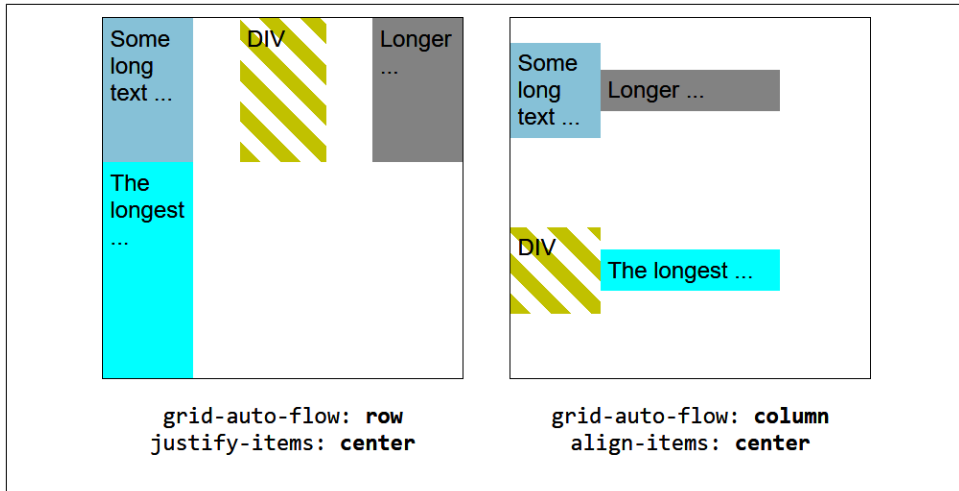 Some
long
text ...
DIV
Longer
...
The
longest
...
grid-auto-flow: row
justify-items: center
Some
long
text ...
Longer ...
DIV
The longest ...
grid-auto-flow: column
align-items: center